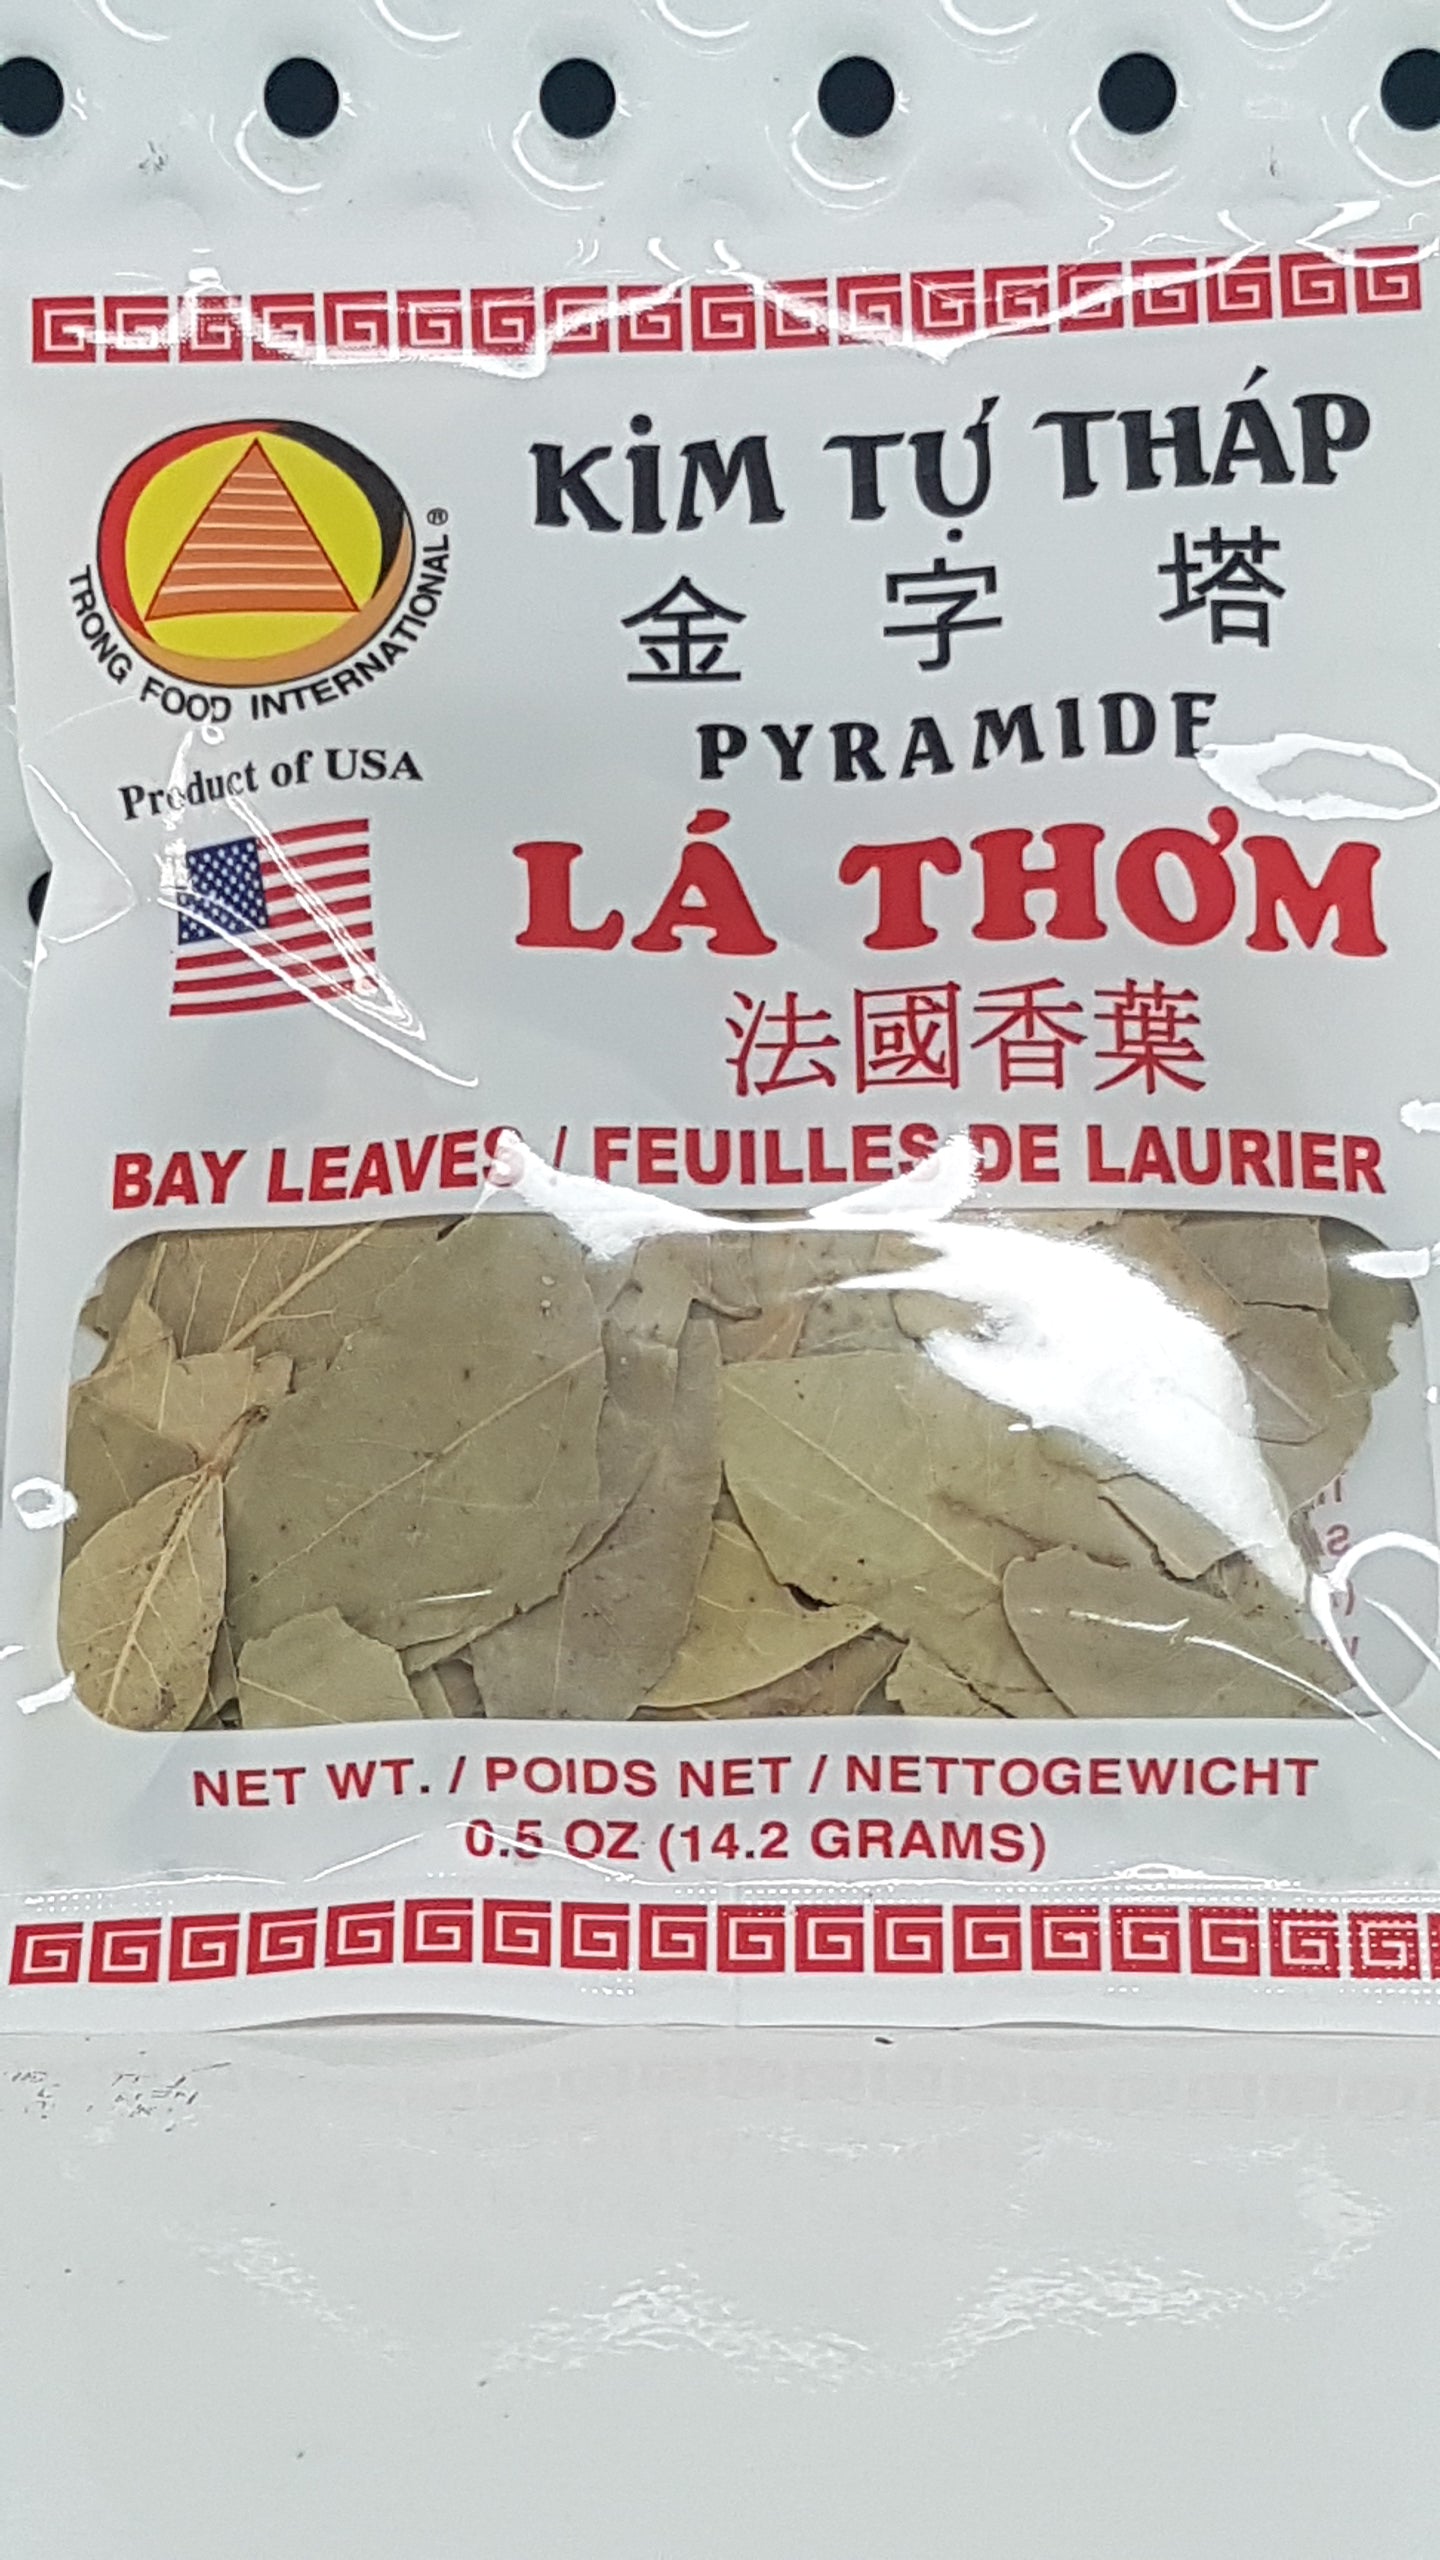 KIM TỰ THÁP
金字塔
PYRAMIDE
TRONG FOOD INTERNATIONAL®
Product of USA
LÁ THƠM
法國香葉
BAY LEAVES / FEUILLES DE LAURIER
NET WT. / POIDS NET / NETTOGEWICHT
0.5 OZ (14.2 GRAMS)